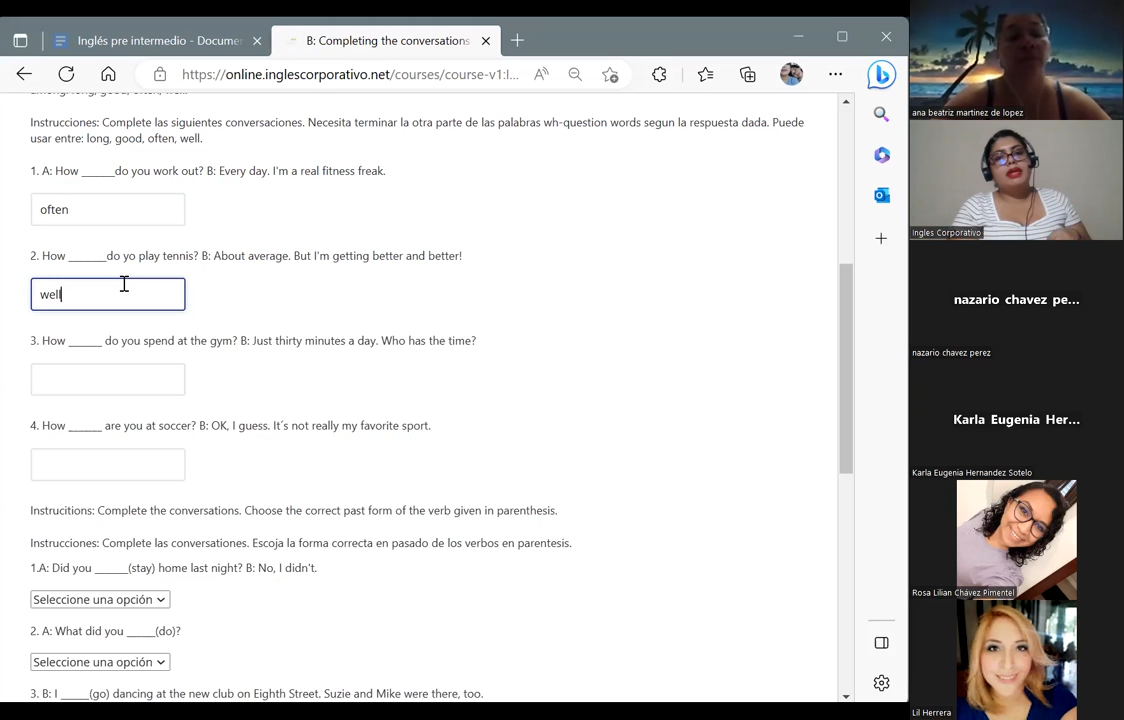 Inglés pre intermedio - Docume
B: Completing the conversations
https://online.inglescorporativo.net/courses/course-v1:I...
Instrucciones: Complete las siguientes conversaciones. Necesita terminar la otra parte de las palabras wh-question words segun la respuesta dada. Puede
usar entre: long, good, often, well.
1. A: How ______do you work out? B: Every day. I'm a real fitness freak.
often
2. How _______do yo play tennis? B: About average. But I'm getting better and better!
well
3. How ______ do you spend at the gym? B: Just thirty minutes a day. Who has the time?
4. How ______ are you at soccer? B: OK, I guess. It´s not really my favorite sport.
Instrucitions: Complete the conversations. Choose the correct past form of the verb given in parenthesis.
Instrucciones: Complete las conversationes. Escoja la forma correcta en pasado de los verbos en parentesis.
1.A: Did you ______(stay) home last night? B: No, I didn't.
Seleccione una opción
2. A: What did you _____(do)?
Seleccione una opción
3. B: I _____(go) dancing at the new club on Eighth Street. Suzie and Mike were there, too.
ana beatriz martinez de lopez
Ingles Corporativo
nazario chavez pe...
nazario chavez perez
Karla Eugenia Her...
Karla Eugenia Hernandez Sotelo
Rosa Lilian Chávez Pimentel
Lil Herrera